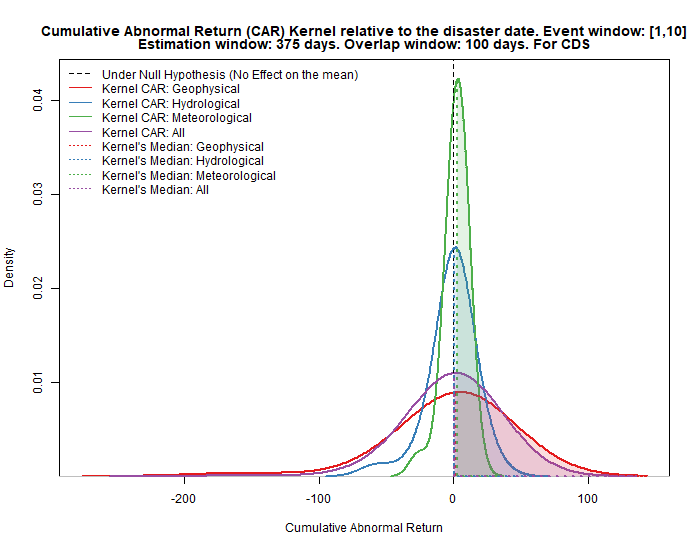 Cumulative Abnormal Return (CAR) Kernel relative to the disaster date. Event window: [1,10]
Estimation window: 375 days. Overlap window: 100 days. For CDS
Under Null Hypothesis (No Effect on the mean)
Kernel CAR: Geophysical
Kernel CAR: Hydrological
Kernel CAR: Meteorological
Kernel CAR: All
Kernel's Median: Geophysical
Kernel's Median: Hydrological
Kernel's Median: Meteorological
Kernel's Median: All
Density
0.04
0.03
0.02
0.01
-200
-100
0
100
Cumulative Abnormal Return